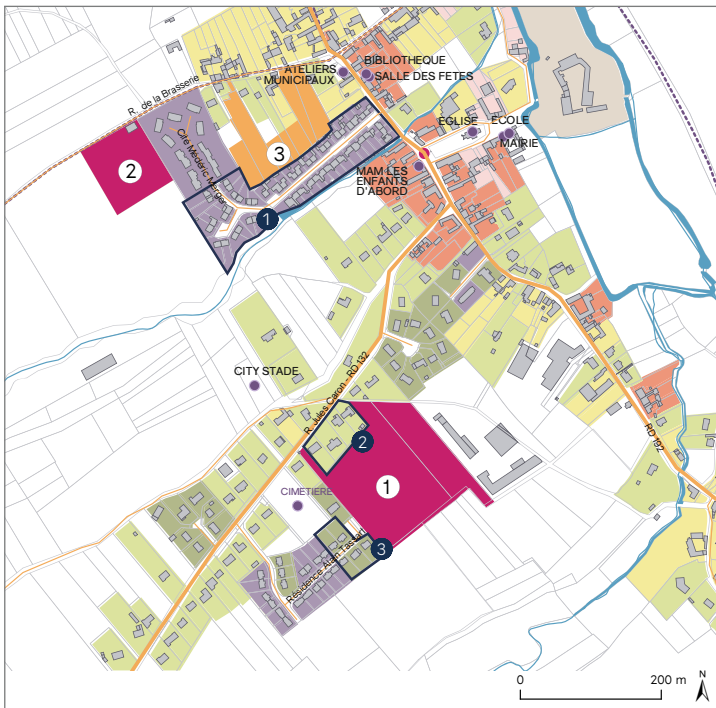 BIBLIOTHEQUE
ATELIERS
MUNICIPAUX
SALLE DES FETES
R. de la Brasserie
EGLISE
ECOLE
MAIRIE
Cité Médéric Merger
3
2
MAM LES
ENFANTS
D'ABORD
1
CITY STADE
R. Jules Caron - RD 132
RD 192
2
1
CIMETIERE
3
Résidence Alain Tassart
0
200 m
N